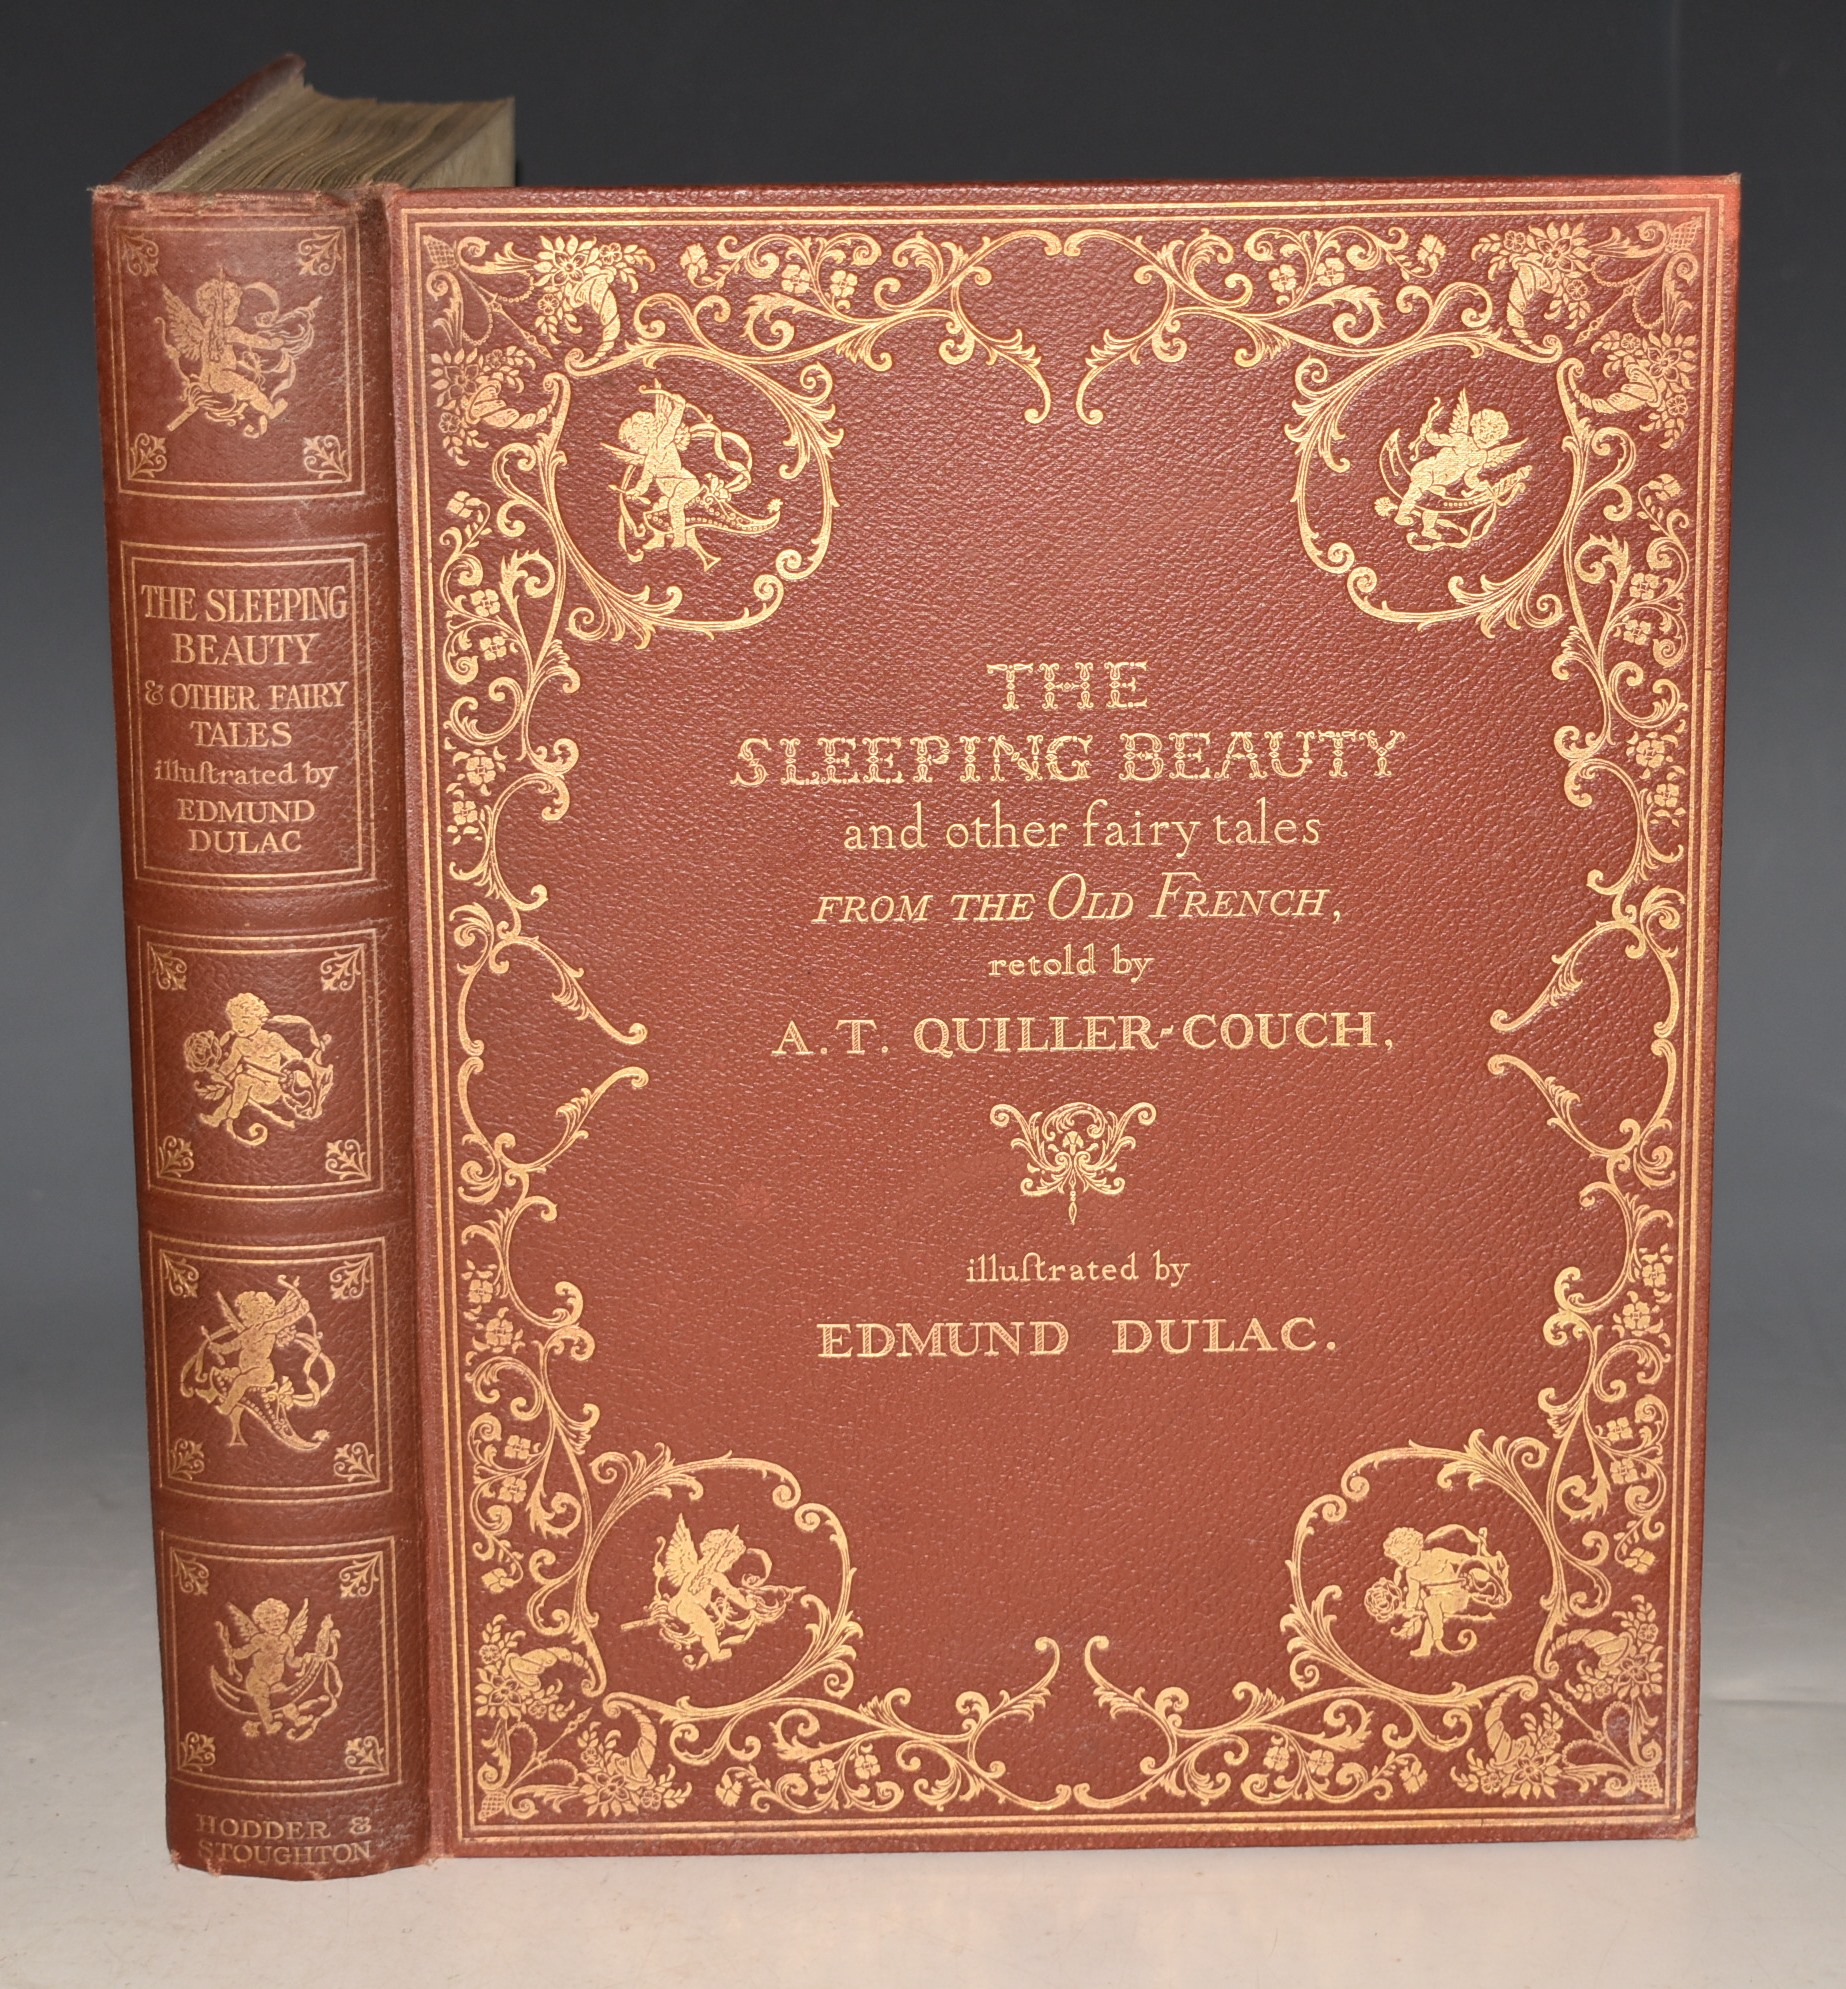 THE SLEEPING
BEAUTY
& OTHER FAIRY
TALES
illuſtrated by
EDMUND
DULAC
HODDER &
STOUGHTON
THE
SLEEPING BEAUTY
and other fairy tales
FROM THE OLD FRENCH,
retold by
A. T. QUILLER-COUCH,
illuſtrated by
EDMUND DULAC.